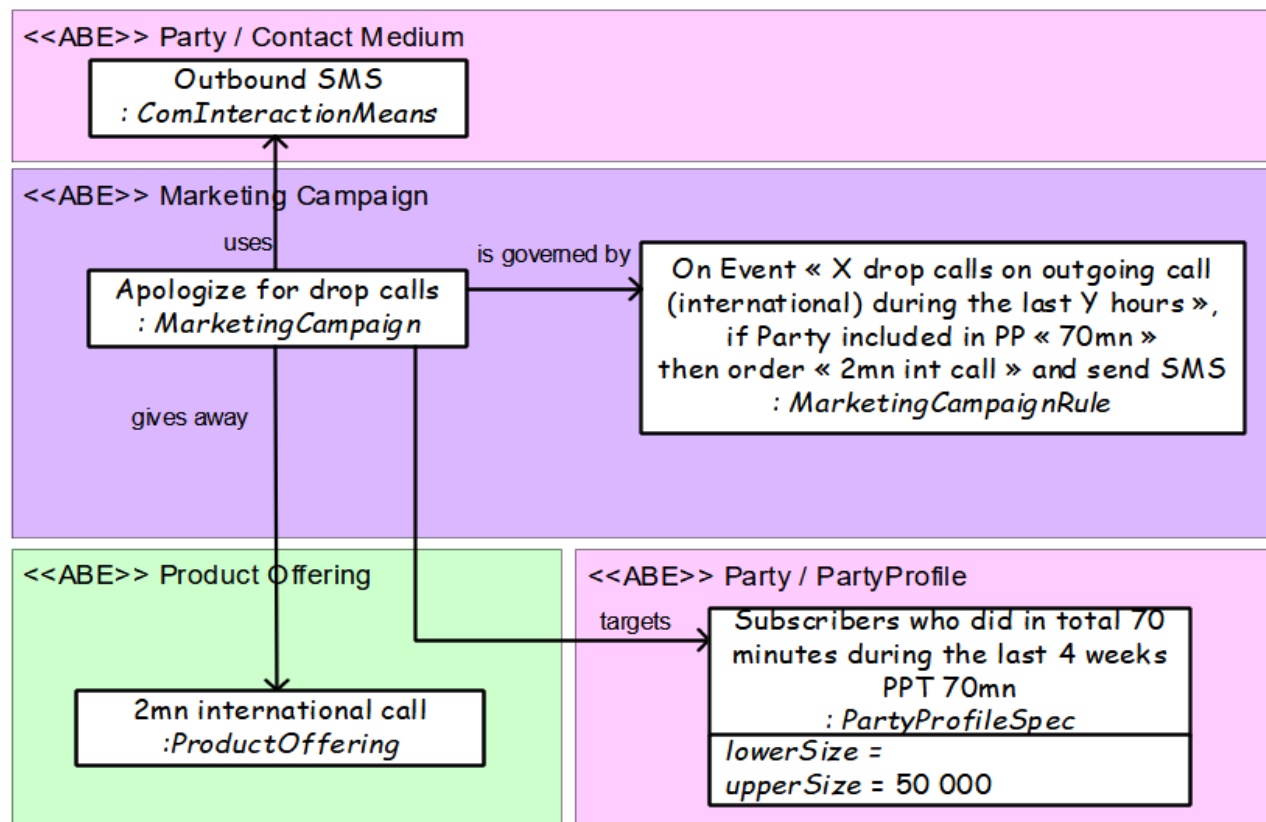 <<ABE>> Party / Contact Medium
Outbound SMS
: ComInteractionMeans
<<ABE>> Marketing Campaign
uses
is governed by
Apologize for drop calls
: MarketingCampaign
On Event « X drop calls on outgoing call
(international) during the last Y hours »,
if Party included in PP « 70mn »
then order « 2mn int call » and send SMS
: MarketingCampaignRule
gives away
<<ABE>> Product Offering
2mn international call
:ProductOffering
<<ABE>> Party / PartyProfile
targets
Subscribers who did in total 70
minutes during the last 4 weeks
PPT 70mn
: PartyProfileSpec
lowerSize =
upperSize = 50 000